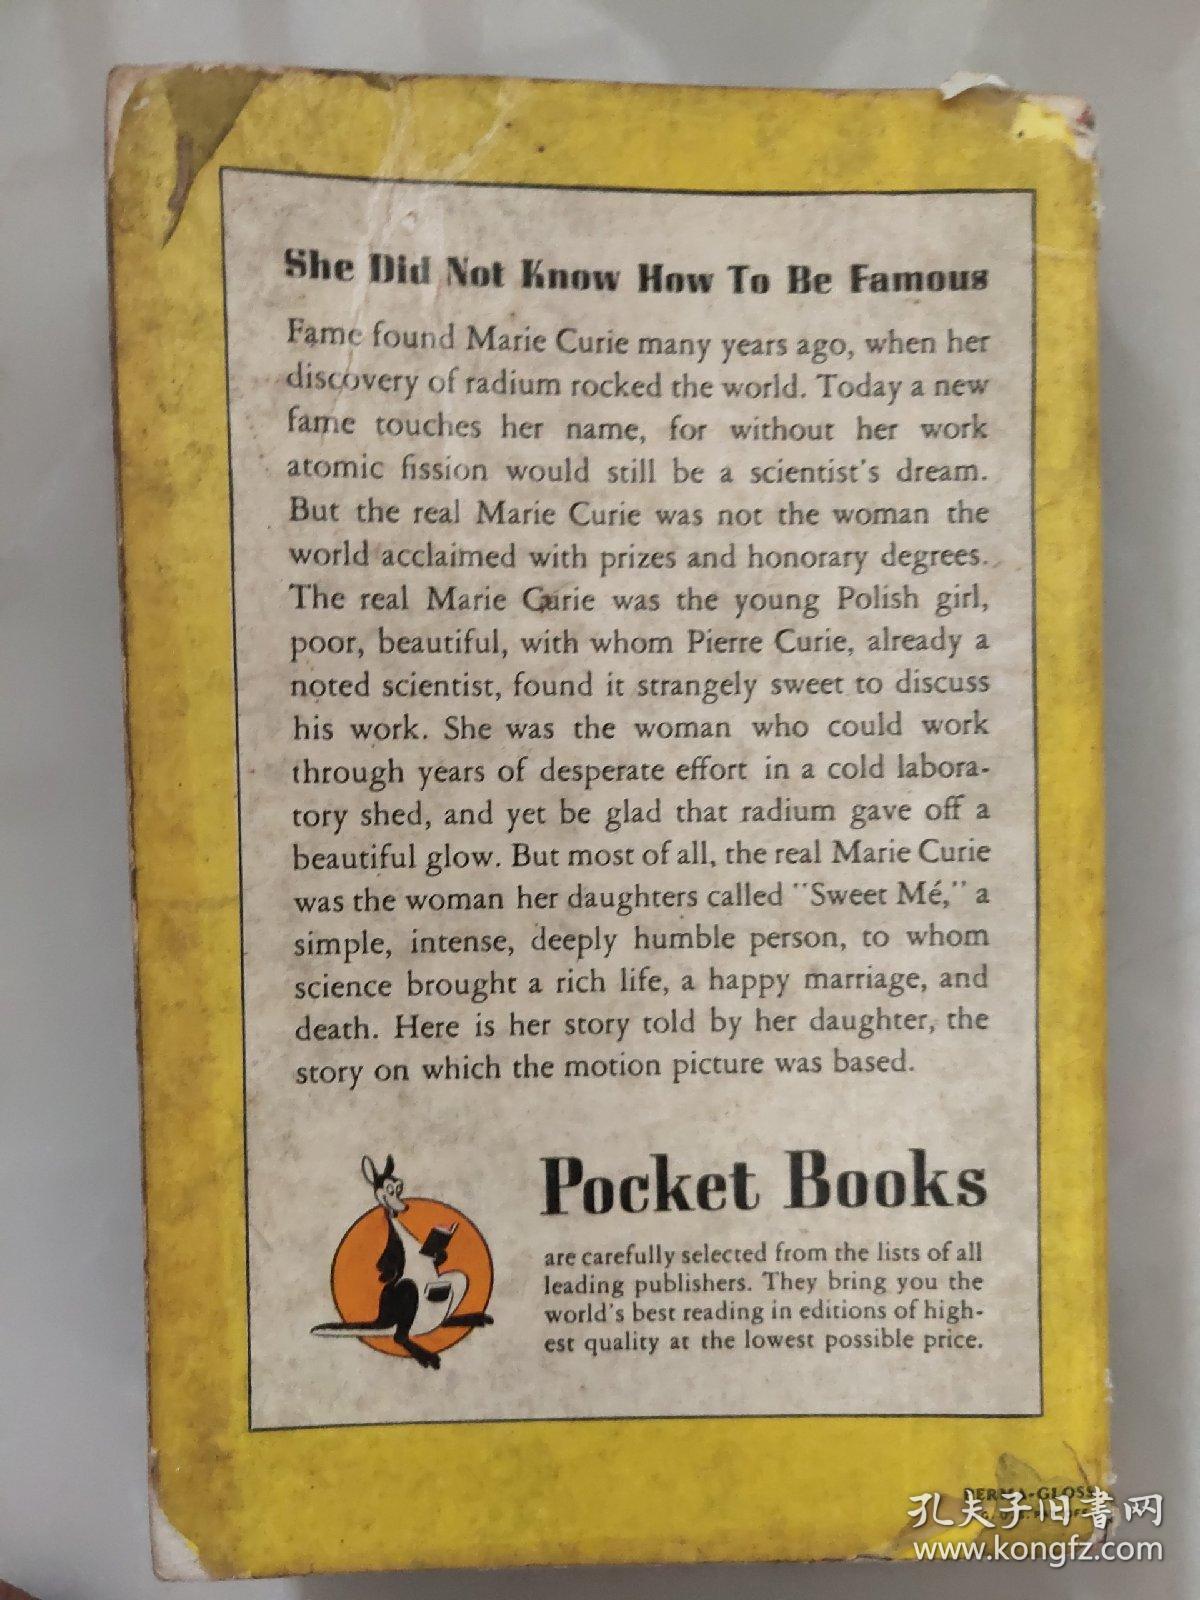 She Did Not Know How To Be Famous
Fame found Marie Curie many years ago, when her
discovery of radium rocked the world. Today a new
fame touches her name, for without her work
atomic fission would still be a scientist's dream.
But the real Marie Curie was not the woman the
world acclaimed with prizes and honorary degrees.
The real Marie Curie was the young Polish girl,
poor, beautiful, with whom Pierre Curie, already a
noted scientist, found it strangely sweet to discuss
his work. She was the woman who could work
through years of desperate effort in a cold labora-
tory shed, and yet be glad that radium gave off a
beautiful glow. But most of all, the real Marie Curie
was the woman her daughters called "Sweet Mé," a
simple, intense, deeply humble person, to whom
science brought a rich life, a happy marriage, and
death. Here is her story told by her daughter, the
story on which the motion picture was based.
Pocket Books
are carefully selected from the lists of all
leading publishers. They bring you the
world's best reading in editions of high-
est quality at the lowest possible price.
DERMA-GLOSS
孔夫子旧书网
www.kongfz.com